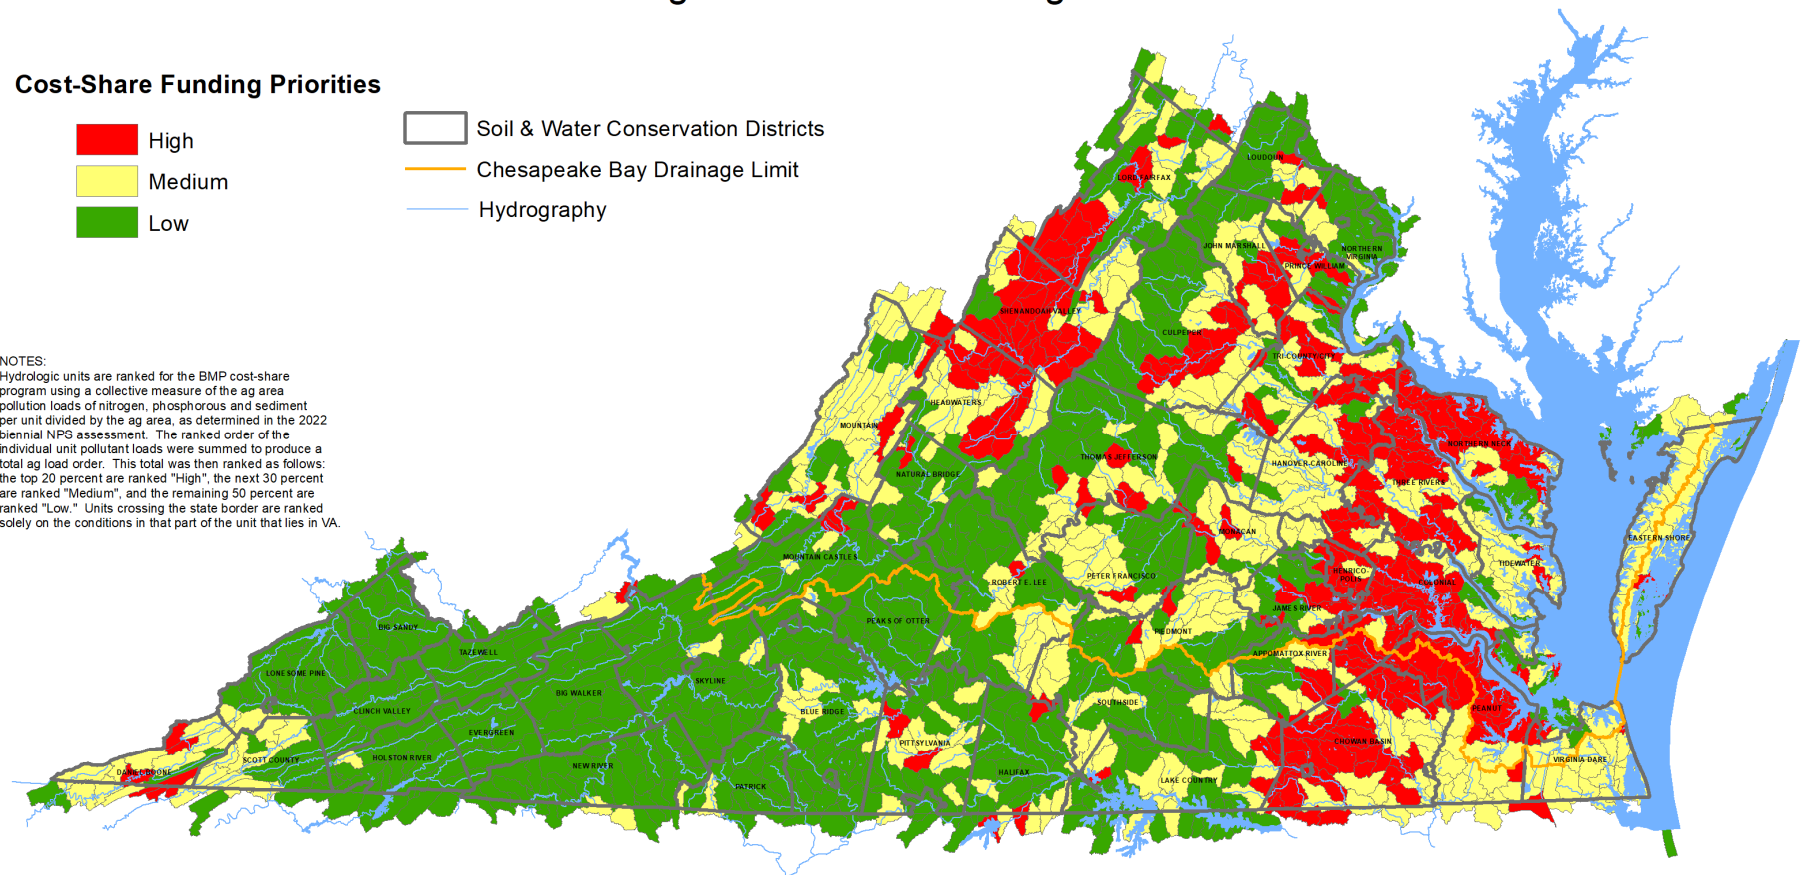 Cost-Share Funding Priorities
High
Medium
Low
Soil & Water Conservation Districts
Chesapeake Bay Drainage Limit
Hydrography
NOTES:
Hydrologic units are ranked for the BMP cost-share
program using a collective measure of the ag area
pollution loads of nitrogen, phosphorous and sediment
per unit divided by the ag area, as determined in the 2022
biennial NPS assessment. The ranked order of the
individual unit pollutant loads were summed to produce a
total ag load order. This total was then ranked as follows:
the top 20 percent are ranked "High", the next 30 percent
are ranked "Medium", and the remaining 50 percent are
ranked "Low." Units crossing the state border are ranked
solely on the conditions in that part of the unit that lies in VA.
LOUDOUN
LORD FAIRFAX
JOHN MARSHALL
NORTHERN
VIRGINIA
PRINCE WILLIAM
SHENANDOAH VALLEY
CULPEPER
TRI-COUNTY/CITY
HEADWATERS
MOUNTAIN
NORTHERN NECK
THOMAS JEFFERSON
HANOVER-CAROLINE
NATURAL BRIDGE
THREE RIVERS
MONACAN
EASTERN SHORE
MOUNTAIN CASTLES
TIDEWATER
HENRICO-
POLIS
PETER FRANCISCO
ROBERT E. LEE
COLONIAL
JAMES RIVER
PEAKS OF OTTER
BIG SANDY
PIEDMONT
TAZEWELL
APPOMATTOX RIVER
LONESOME PINE
SKYLINE
BIG WALKER
SOUTHSIDE
CLINCH VALLEY
BLUE RIDGE
PEANUT
EVERGREEN
PITTSYLVANIA
CHOWAN BASIN
HOLSTON RIVER
SCOTT COUNTY
VIRGINIA DARE
NEW RIVER
DANIEL BOONE
HALIFAX
LAKE COUNTRY
PATRICK